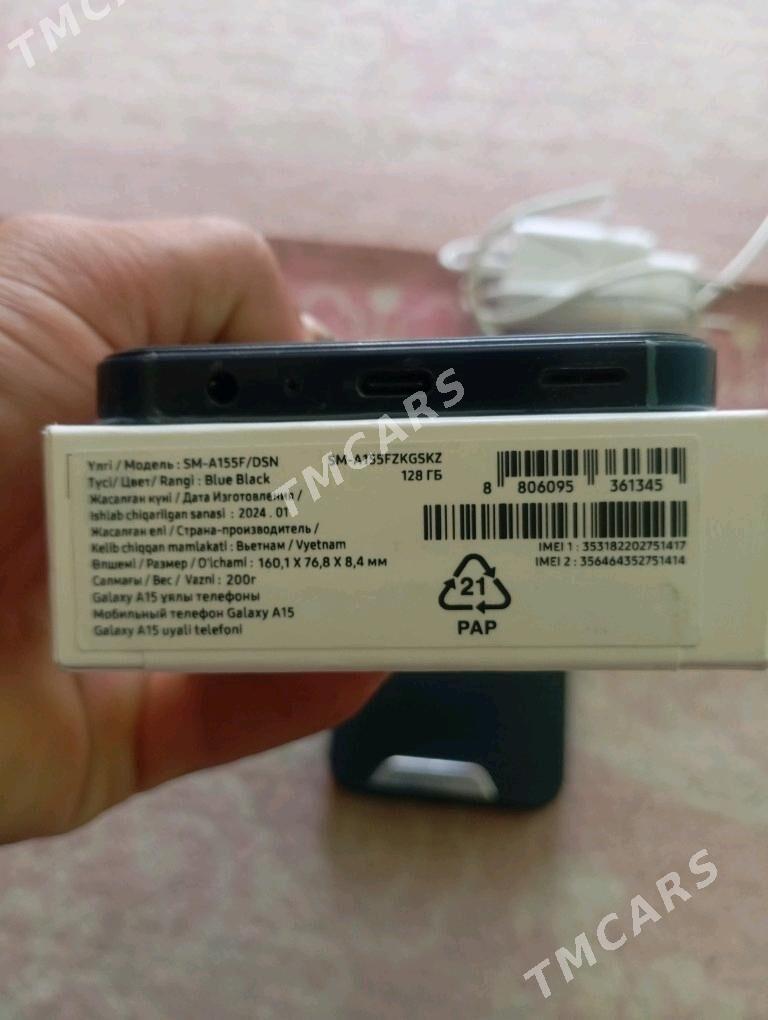 TMCARS
Үлгі / Модель : SM-A155F/DSN SM-A155FZKGSKZ
Түсі/ Цвет/ Rangi : Blue Black 128 ГБ
Жасалған күні / Дата Изготовления /
Ishlab chiqarilgan sanasi : 2024 . 01
Жасалған елі / Страна-производитель /
Kelib chiqqan mamlakati : Вьетнам / Vyetnam
Өлшемі / Размер / O'lchami : 160,1 X 76,8 X 8,4 мм
Салмағы / Вес / Vazni : 200г
Galaxy A15 ұялы телефоны
Мобильный телефон Galaxy A15
Galaxy A15 uyali telefoni
8 806095 361345
IMEI 1 : 353182202751417
IMEI 2 : 356464352751414
21
PAP
TMCARS
TMCARS